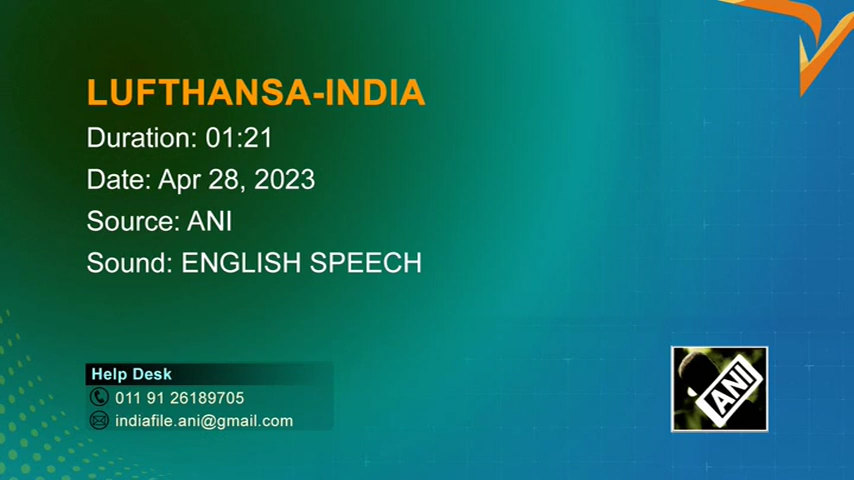 LUFTHANSA-INDIA
Duration: 01:21
Date: Apr 28, 2023
Source: ANI
Sound: ENGLISH SPEECH
Help Desk
011 91 26189705
indiafile.ani@gmail.com
ANI